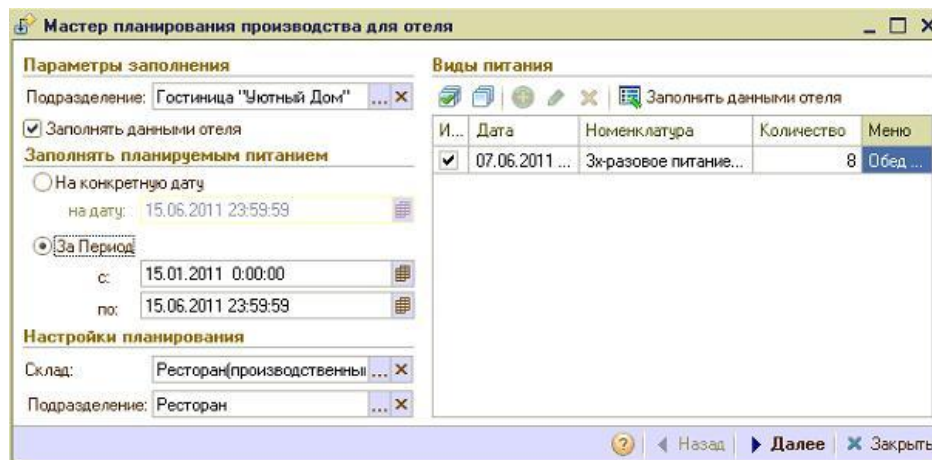 Мастер планирования производства для отеля
Параметры заполнения
Подразделение: Гостиница "Уютный Дом" ...
Заполнять данными отеля
Заполнять планируемым питанием
На конкретную дату
на дату: 15.06.2011 23:59:59
За Период
с: 15.01.2011 0:00:00
по: 15.06.2011 23:59:59
Настройки планирования
Склад: Ресторан(производственны ...
Подразделение: Ресторан ...
Виды питания
Заполнить данными отеля
И... Дата Номенклатура Количество Меню
07.06.2011 ... 3х-разовое питание... 8 Обед ...
? Назад Далее Закрыть